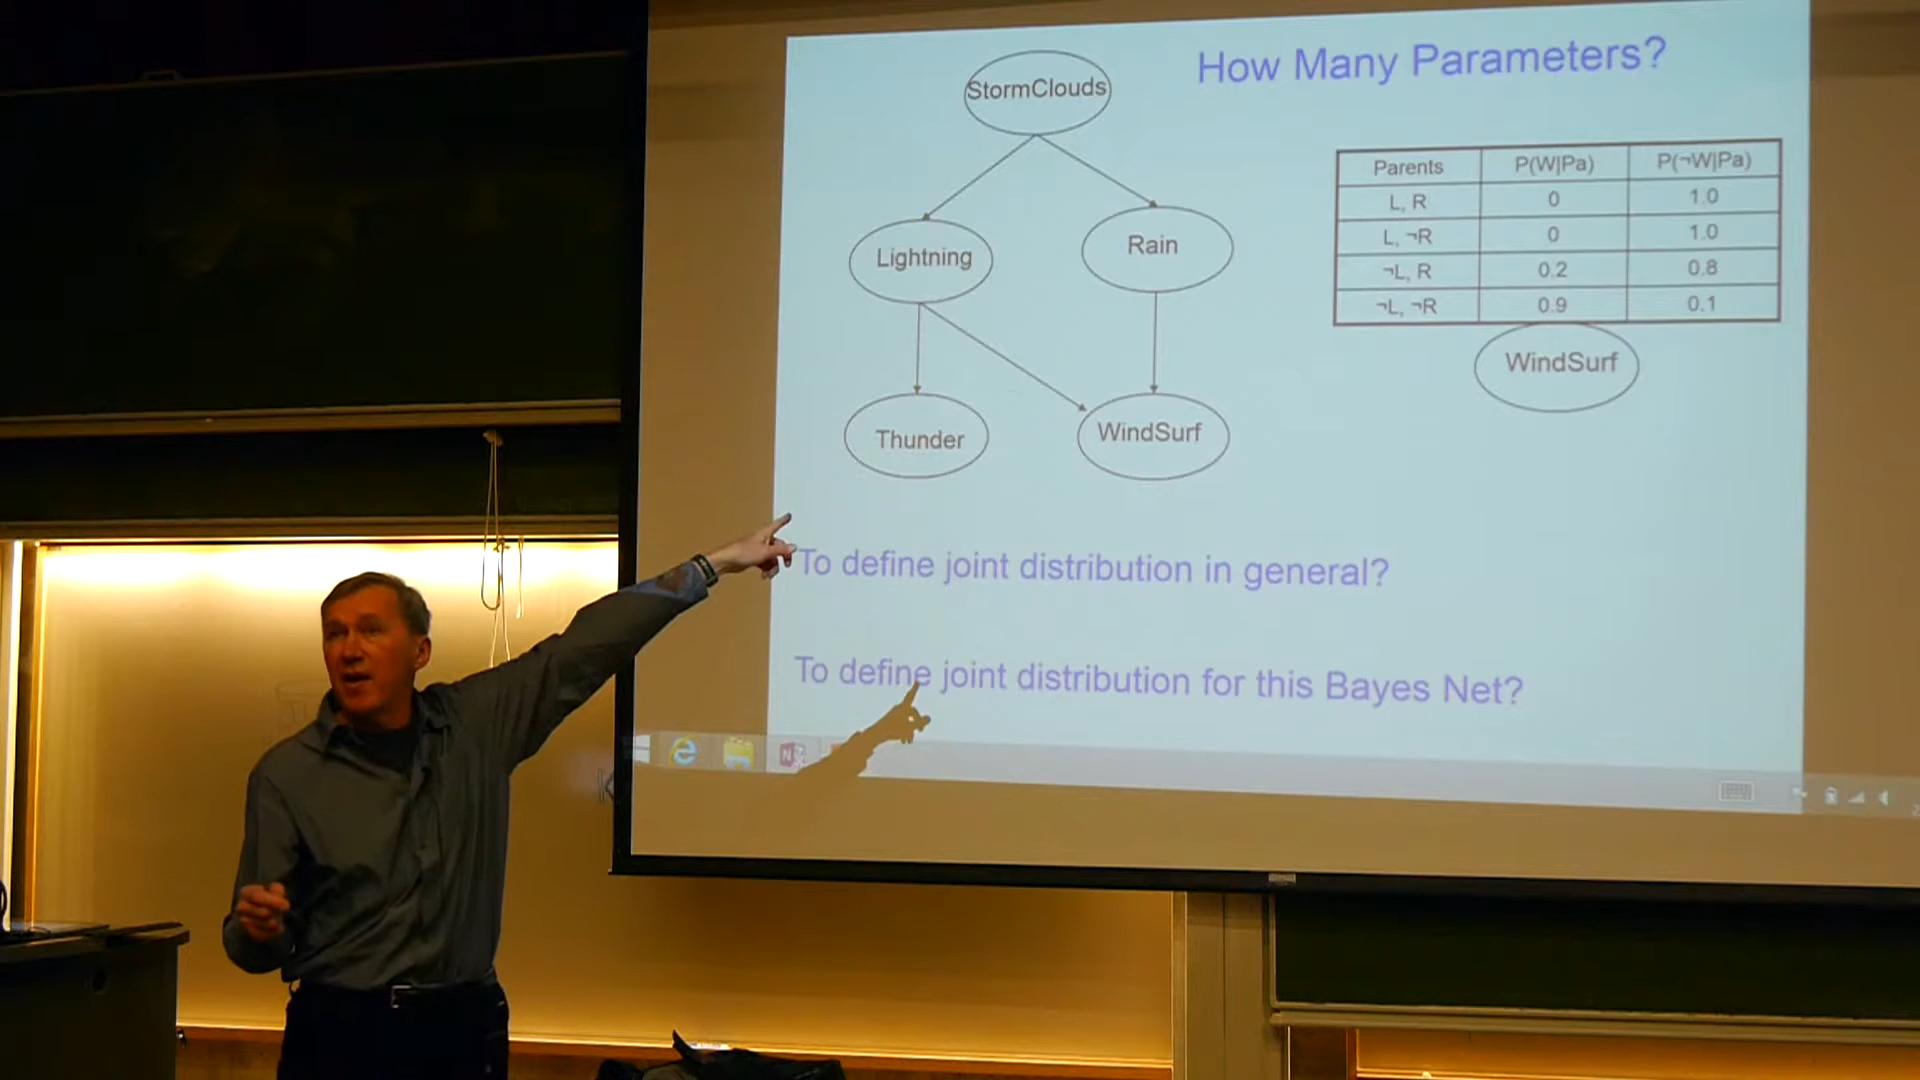 How Many Parameters?
StormClouds
Lightning
Rain
Thunder
WindSurf
Parents P(W|Pa) P(¬W|Pa)
L, R 0 1.0
L, ¬R 0 1.0
¬L, R 0.2 0.8
¬L, ¬R 0.9 0.1
WindSurf
To define joint distribution in general?
To define joint distribution for this Bayes Net?